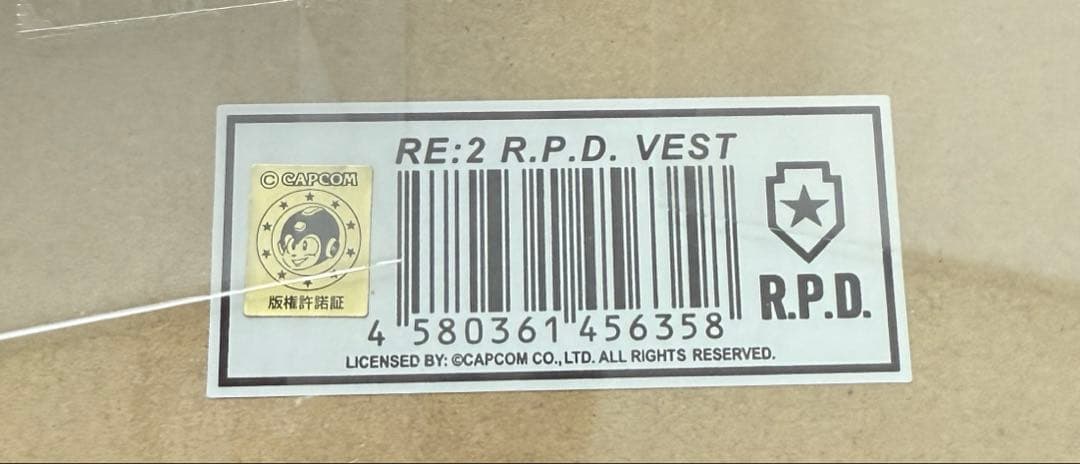 RE:2 R.P.D. VEST
© CAPCOM
版権許諾証
R.P.D.
4 580361 456358
LICENSED BY: ©CAPCOM CO., LTD. ALL RIGHTS RESERVED.